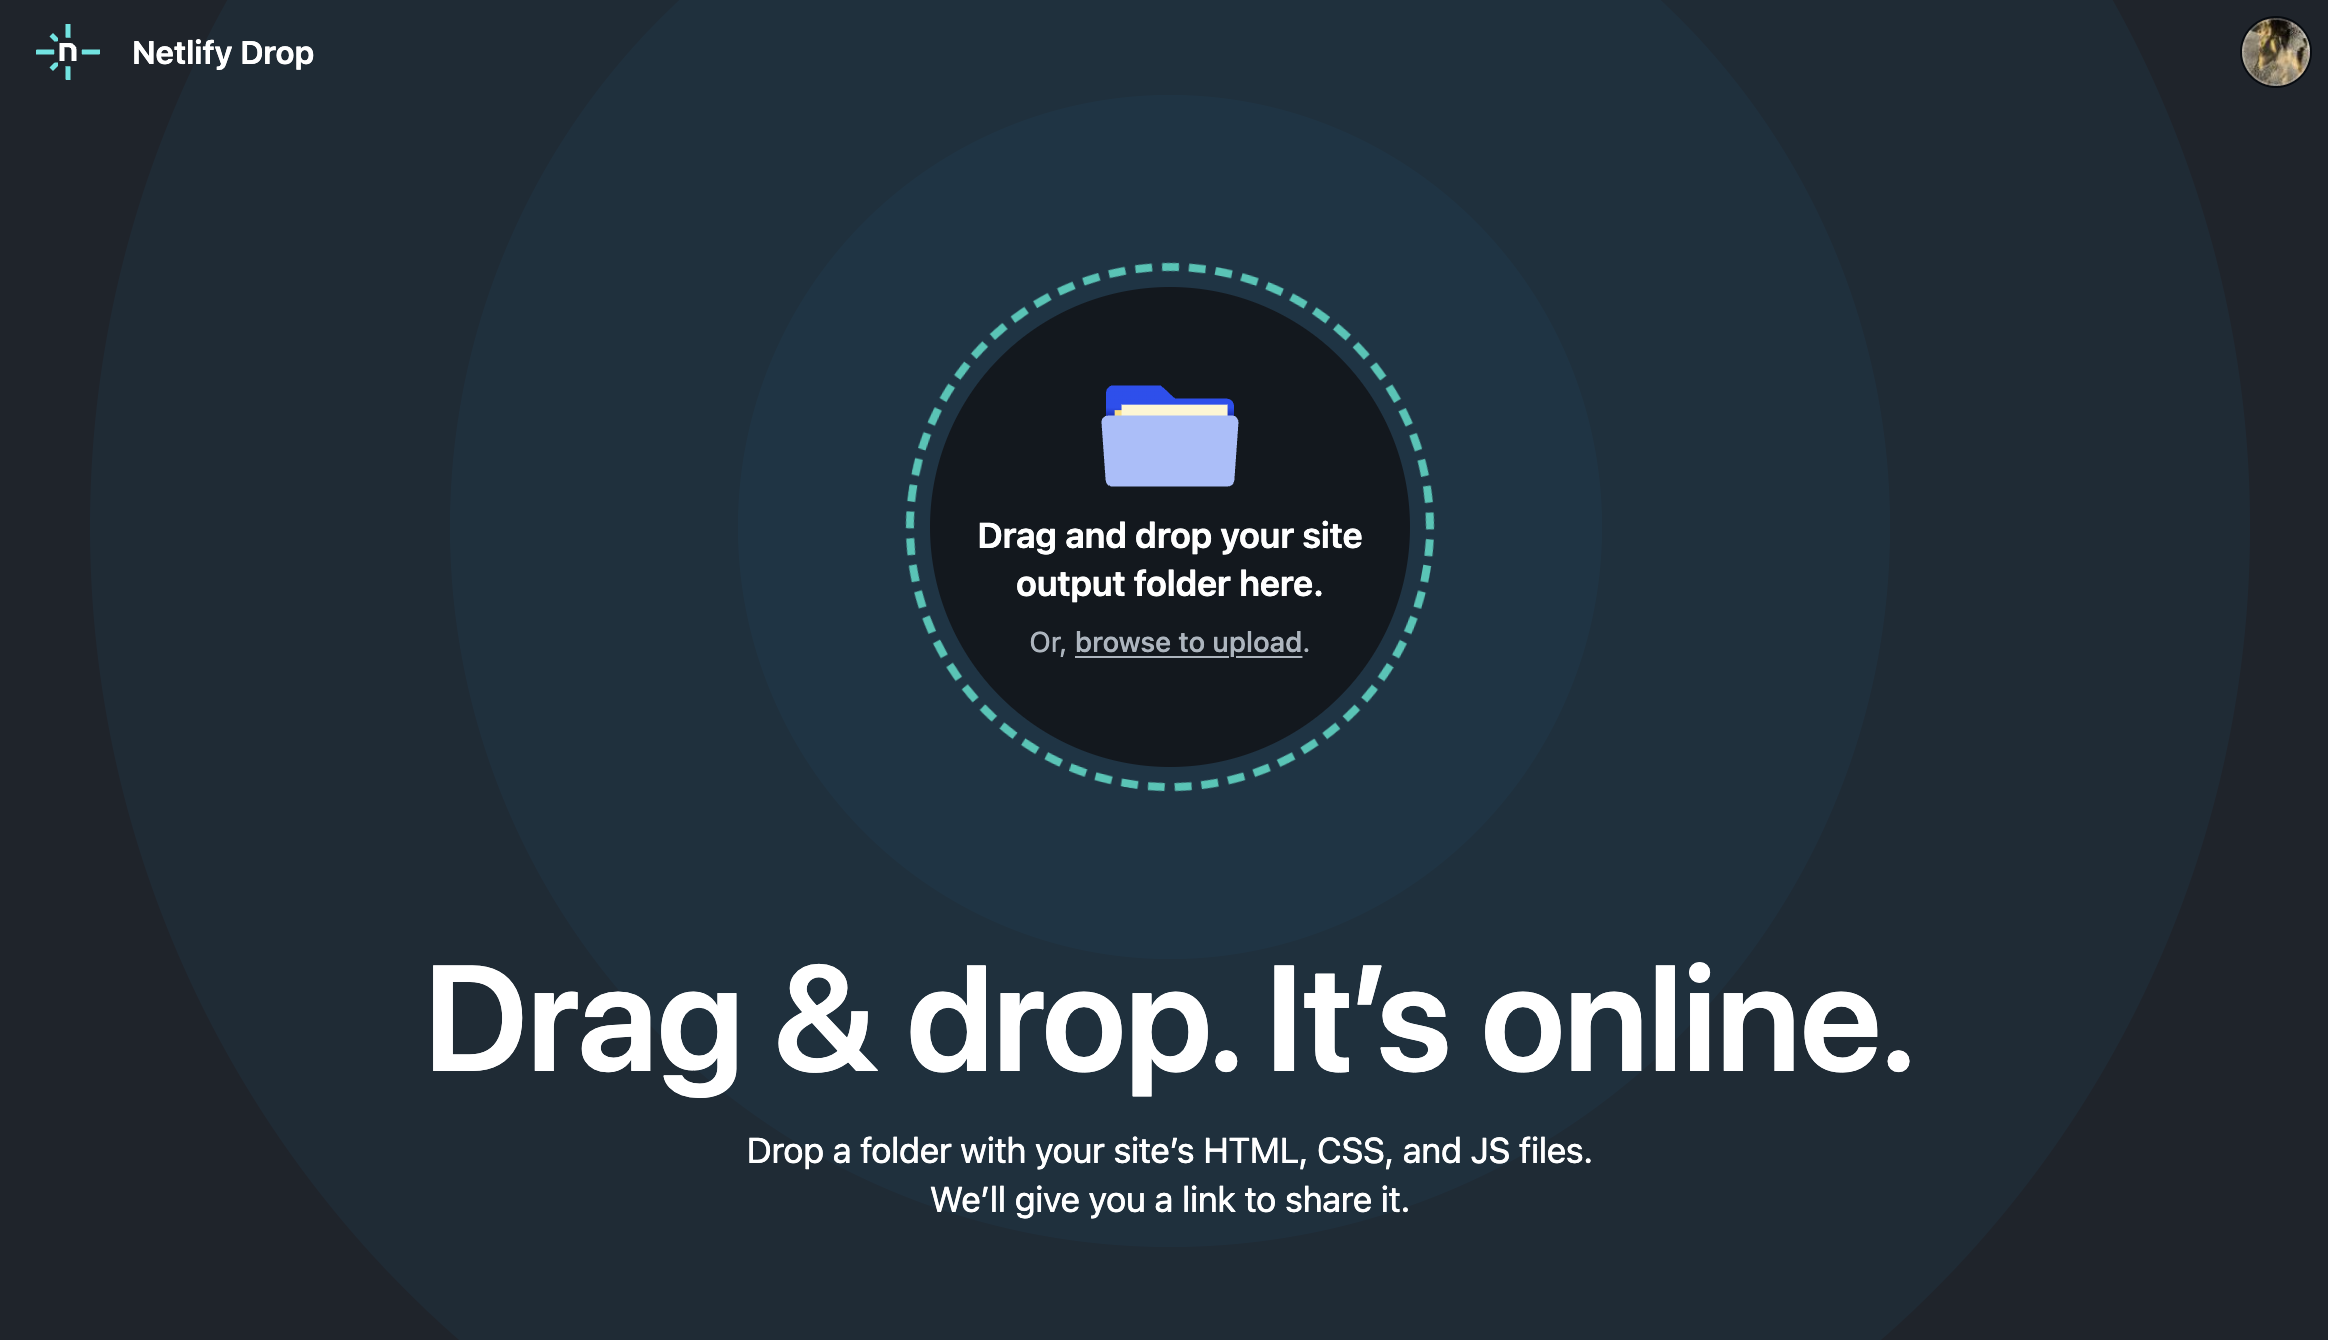 n
Netlify Drop
Drag and drop your site
output folder here.
Or, browse to upload.
Drag & drop. It’s online.
Drop a folder with your site’s HTML, CSS, and JS files.
We’ll give you a link to share it.